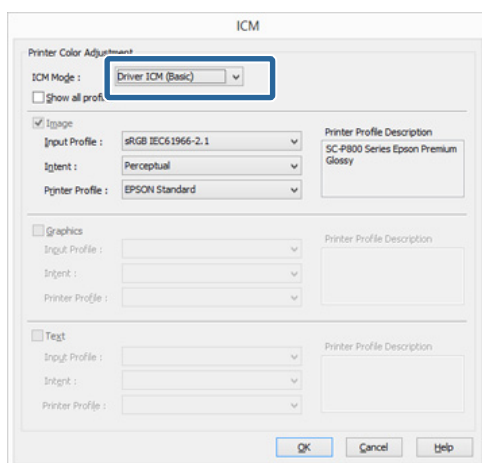 ICM
Printer Color Adjustment
ICM Mode :
Driver ICM (Basic)
Show all
Image
Input Profile :
sRGB IEC61966-2.1
Intent :
Perceptual
Printer Profile :
EPSON Standard
Printer Profile Description
SC-P800 Series Epson Premium
Glossy
Graphics
Input Profile :
Intent :
Printer Profile :
Printer Profile Description
Text
Input Profile :
Intent :
Printer Profile :
Printer Profile Description
OK
Cancel
Help